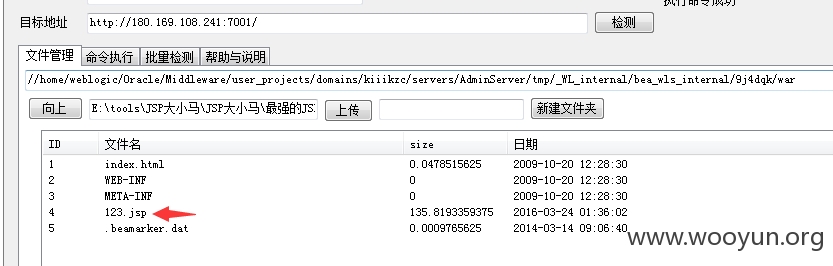 执行命令成功
目标地址 http://180.169.108.241:7001/ 检测
文件管理 命令执行 批量检测 帮助与说明
//home/weblogic/Oracle/Middleware/user_projects/domains/kiiikzc/servers/AdminServer/tmp/_WL_internal/bea_wls_internal/9j4dqk/war
向上 E:\tools\JSP大小马\JSP大小马\最强的JS 上传 新建文件夹
ID 文件名 size 日期
1 index.html 0.0478515625 2009-10-20 12:28:30
2 WEB-INF 0 2009-10-20 12:28:30
3 META-INF 0 2009-10-20 12:28:30
4 123.jsp 135.8193359375 2016-03-24 01:36:02
5 .beamarker.dat 0.0009765625 2014-03-14 09:06:40
www.wooyun.org